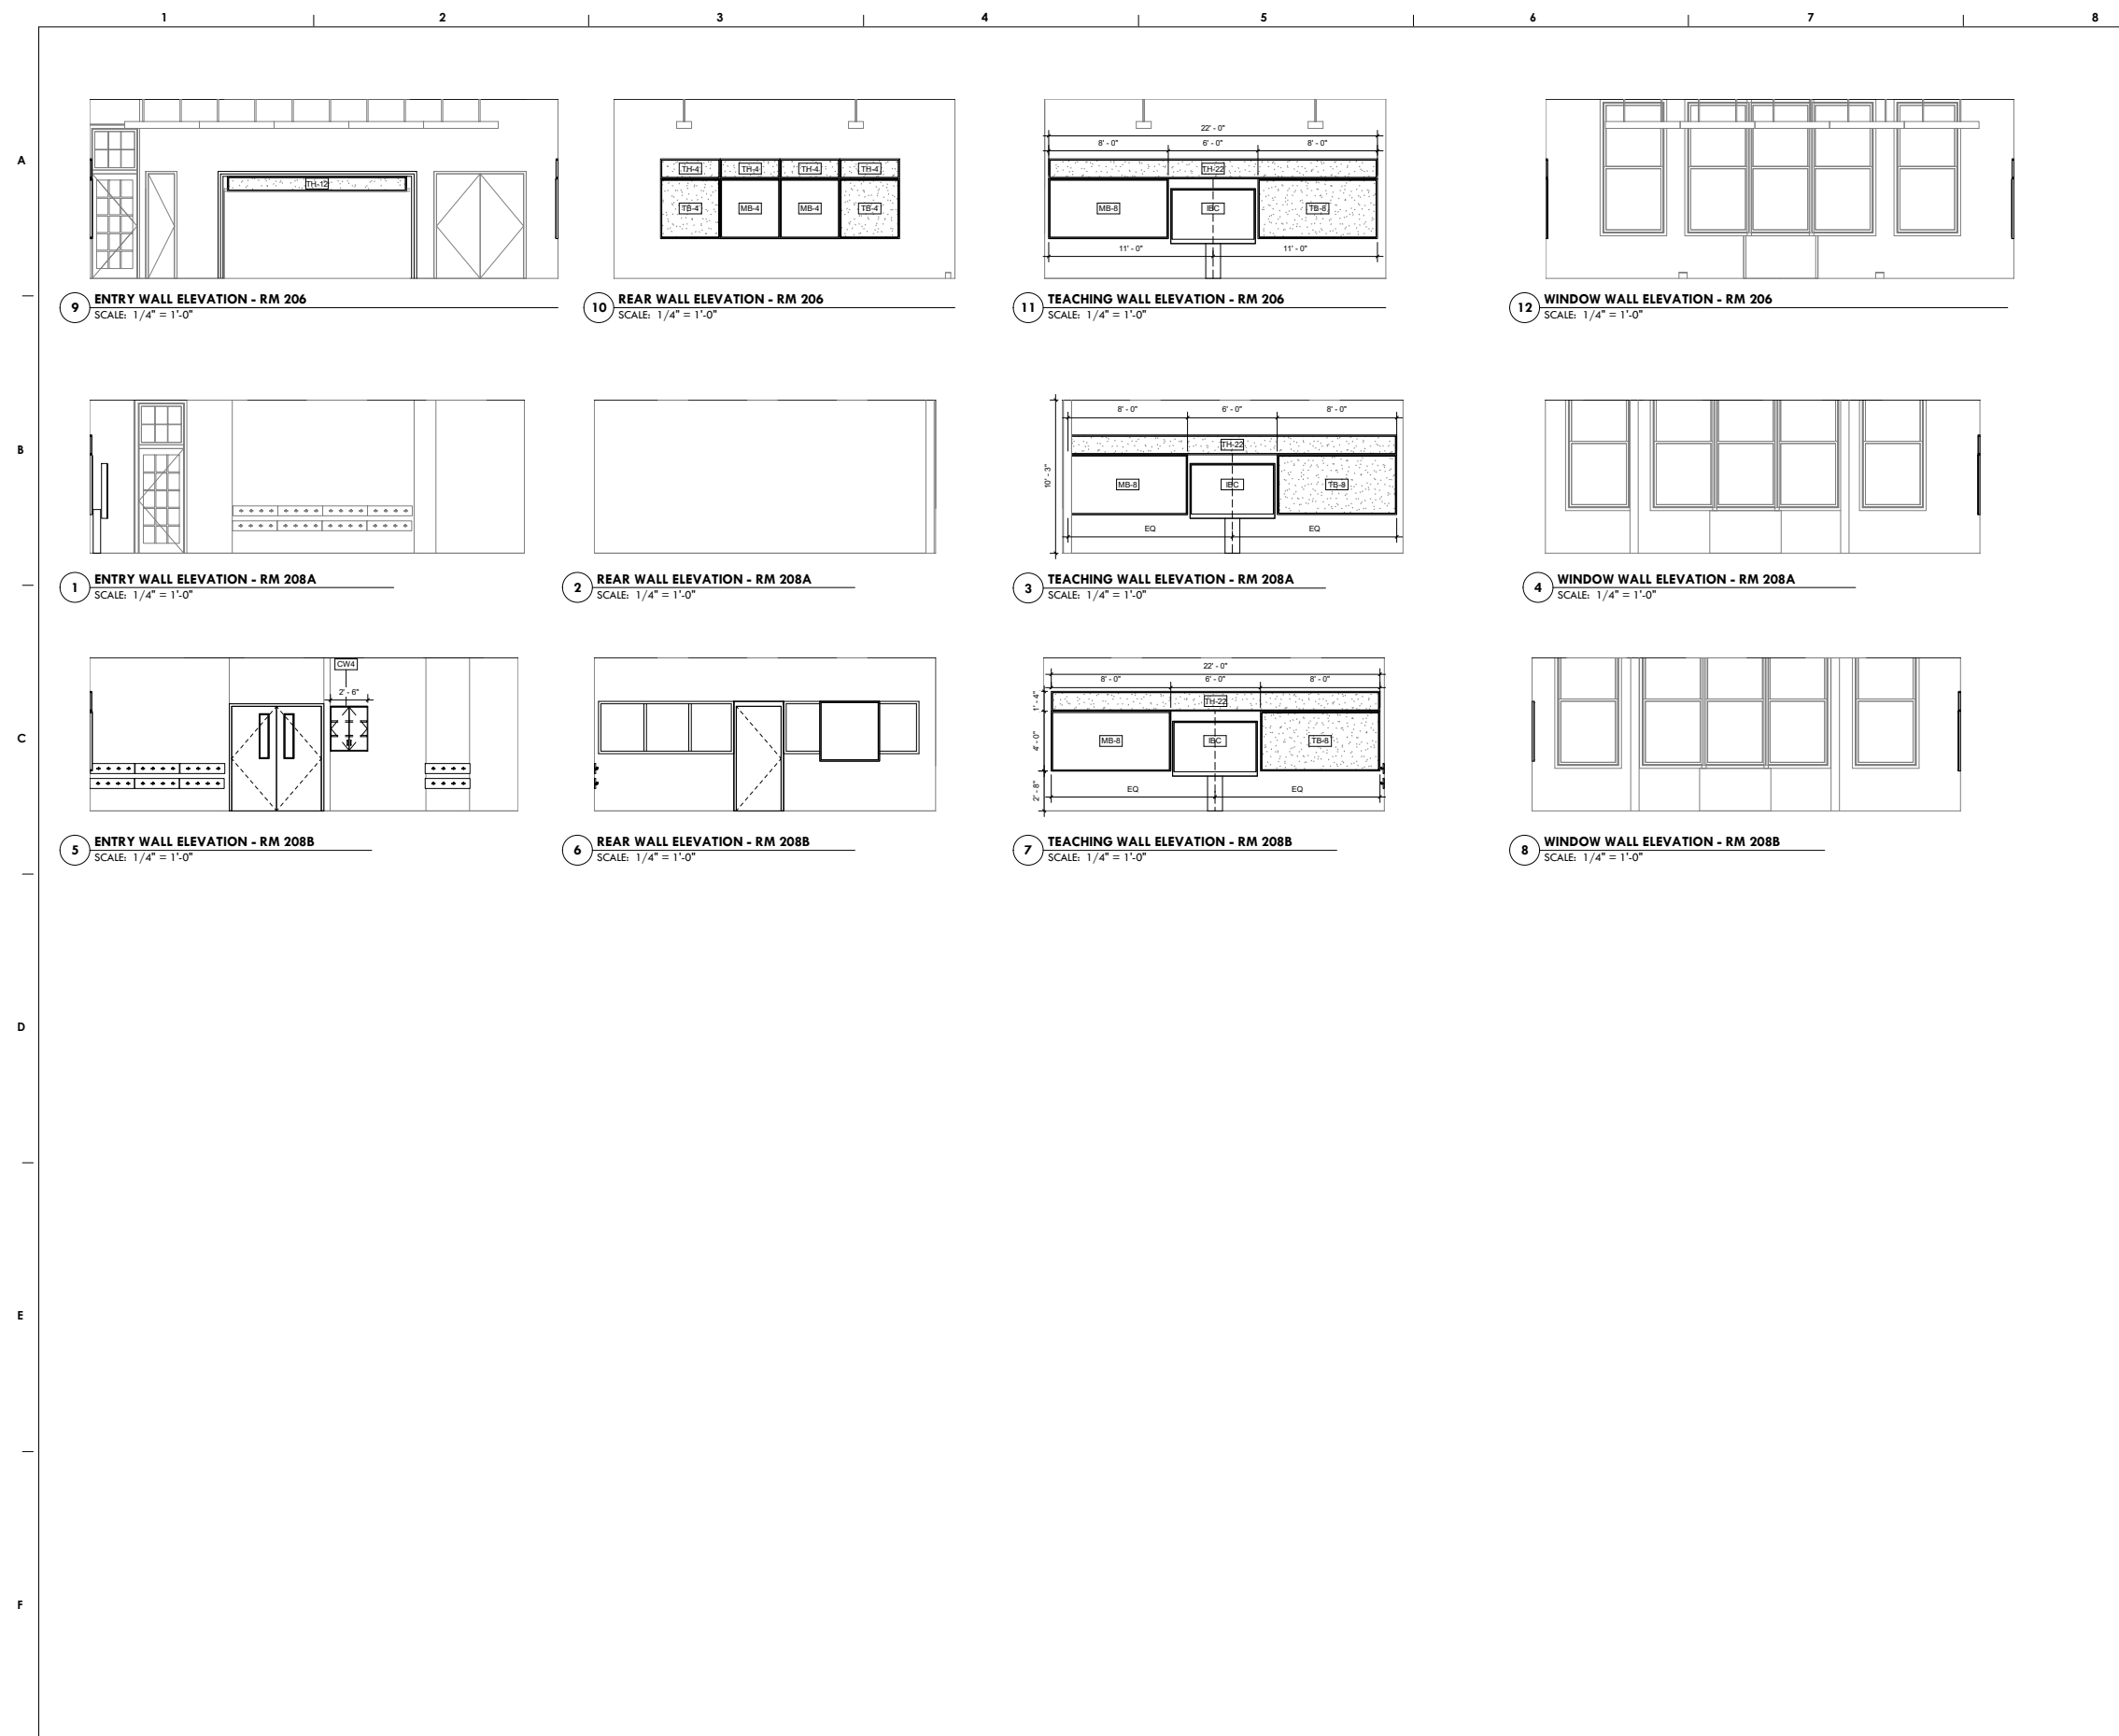 1 2 3 4 5 6 7 8
A
TH-12
TH-4 TH-4 TH-4 TH-4
TB-4 MB-4 MB-4 TB-4
22' - 0"
8' - 0" 6' - 0" 8' - 0"
TH-22
MB-8 IBC TB-8
11' - 0" 11' - 0"
9 ENTRY WALL ELEVATION - RM 206
SCALE: 1/4" = 1'-0"
10 REAR WALL ELEVATION - RM 206
SCALE: 1/4" = 1'-0"
11 TEACHING WALL ELEVATION - RM 206
SCALE: 1/4" = 1'-0"
12 WINDOW WALL ELEVATION - RM 206
SCALE: 1/4" = 1'-0"
B
8' - 0" 6' - 0" 8' - 0"
TH-22
10' - 3"
MB-8 IBC TB-8
EQ EQ
1 ENTRY WALL ELEVATION - RM 208A
SCALE: 1/4" = 1'-0"
2 REAR WALL ELEVATION - RM 208A
SCALE: 1/4" = 1'-0"
3 TEACHING WALL ELEVATION - RM 208A
SCALE: 1/4" = 1'-0"
4 WINDOW WALL ELEVATION - RM 208A
SCALE: 1/4" = 1'-0"
C
CW4
2' - 6"
22' - 0"
8' - 0" 6' - 0" 8' - 0"
1' - 4"
TH-22
4' - 0"
MB-8 IBC TB-8
2' - 8"
EQ EQ
5 ENTRY WALL ELEVATION - RM 208B
SCALE: 1/4" = 1'-0"
6 REAR WALL ELEVATION - RM 208B
SCALE: 1/4" = 1'-0"
7 TEACHING WALL ELEVATION - RM 208B
SCALE: 1/4" = 1'-0"
8 WINDOW WALL ELEVATION - RM 208B
SCALE: 1/4" = 1'-0"
D
E
F